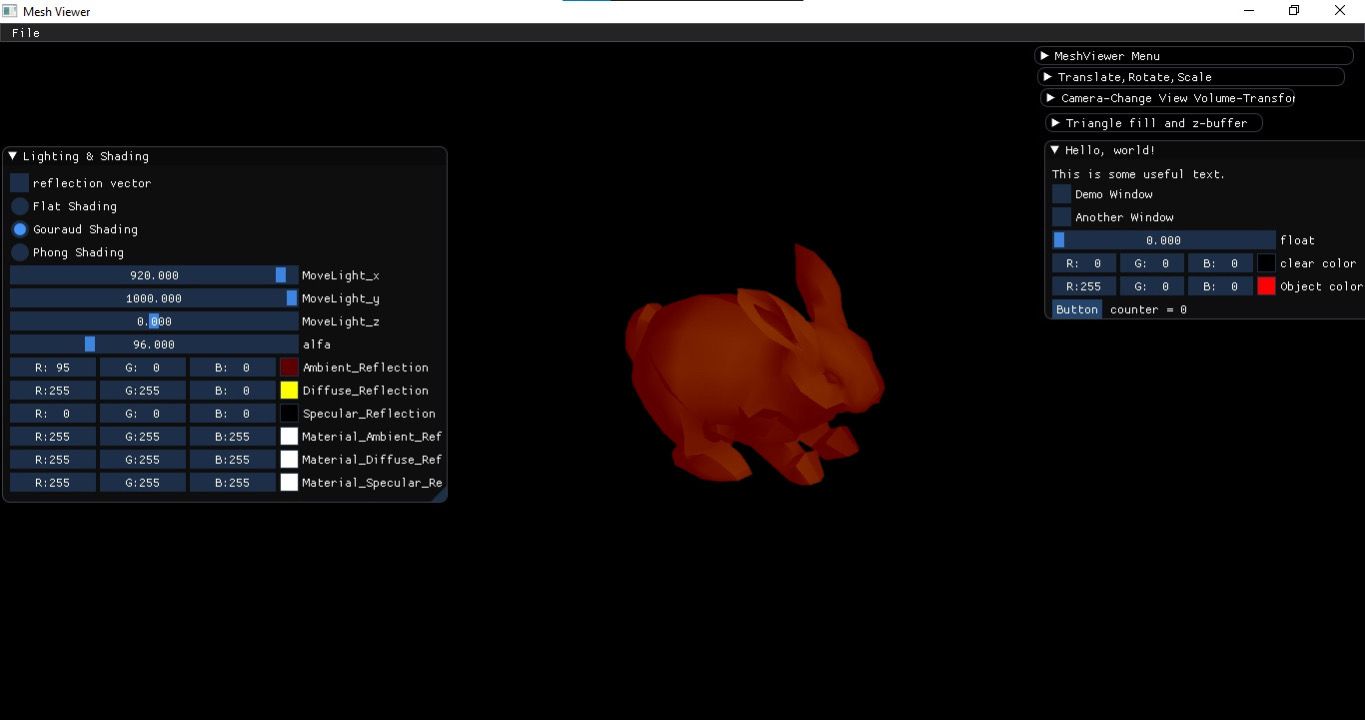 Mesh Viewer
File
MeshViewer Menu
Translate,Rotate,Scale
Camera-Change View Volume-Transfor
Triangle fill and z-buffer
Hello, world!
This is some useful text.
Demo Window
Another Window
0.000 float
R: 0 G: 0 B: 0 clear color
R:255 G: 0 B: 0 Object color
Button counter = 0
Lighting & Shading
reflection vector
Flat Shading
Gouraud Shading
Phong Shading
920.000 MoveLight_x
1000.000 MoveLight_y
0.000 MoveLight_z
96.000 alfa
R: 95 G: 0 B: 0 Ambient_Reflection
R:255 G:255 B: 0 Diffuse_Reflection
R: 0 G: 0 B: 0 Specular_Reflection
R:255 G:255 B:255 Material_Ambient_Ref
R:255 G:255 B:255 Material_Diffuse_Ref
R:255 G:255 B:255 Material_Specular_Re